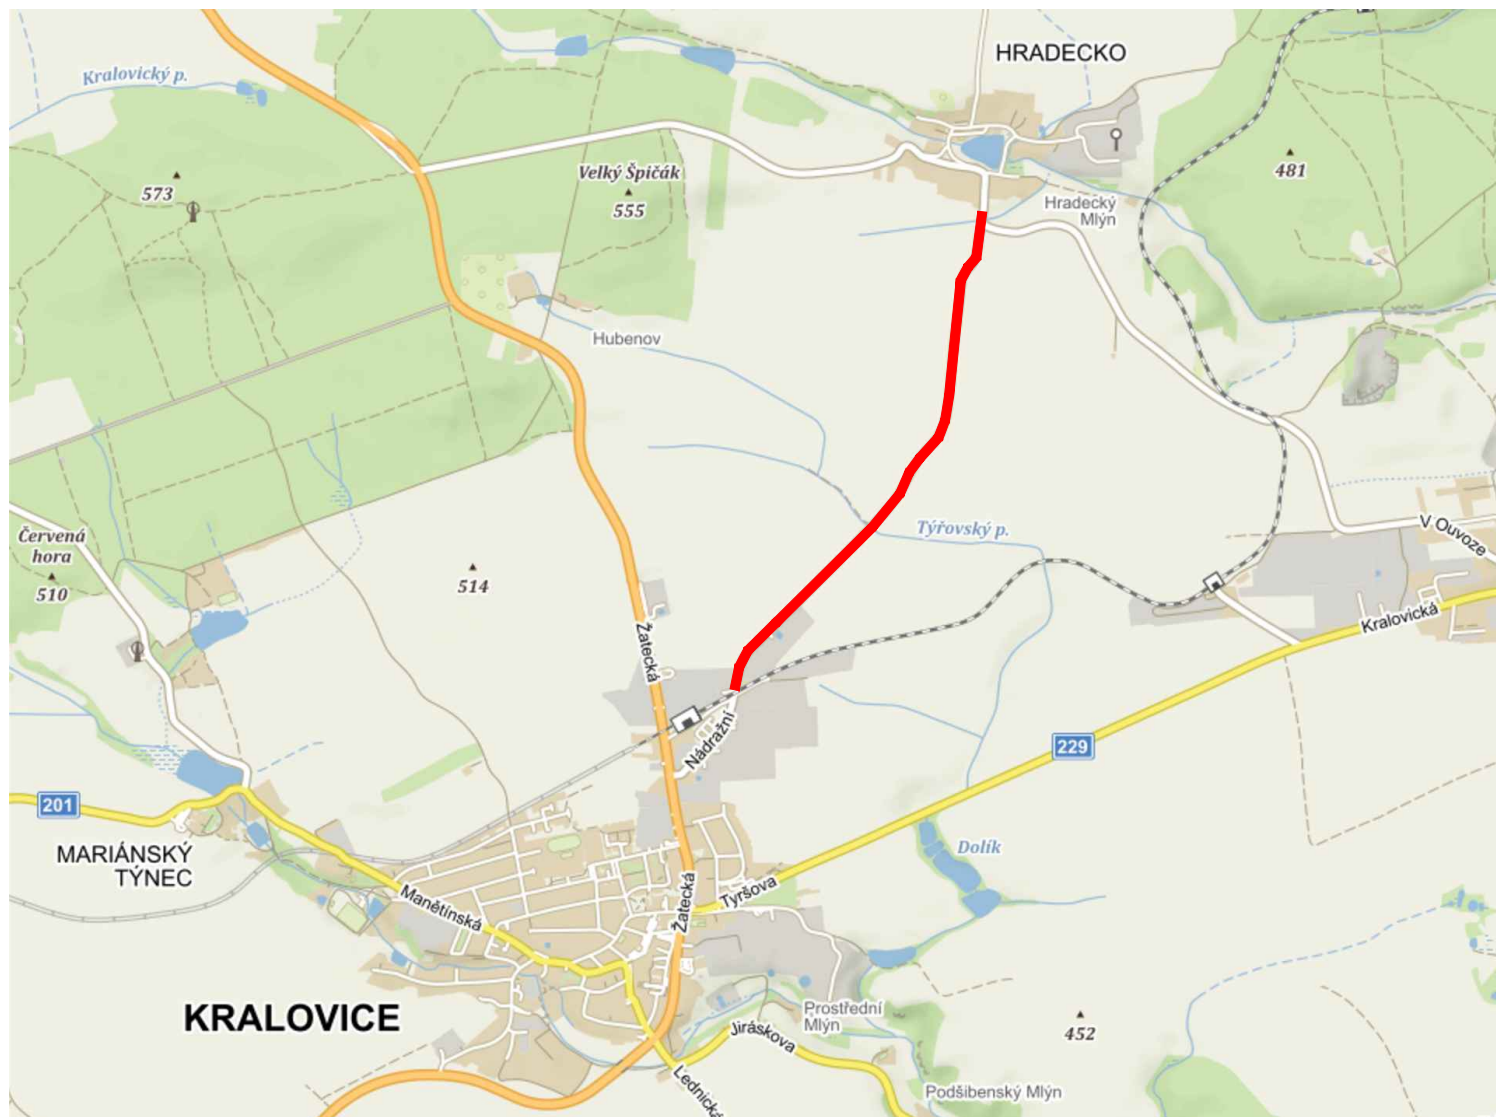 HRADECKO
Kralovický p.
Velký Špičák
555
573
481
Hradecký
Mlýn
Hubenov
Červená
hora
510
514
Týřovský p.
V Ouvoze
Kralovická
Žatecká
Nádražní
229
201
MARIÁNSKÝ
TÝNEC
Dolík
Manětínská
Žatecká
Tyršova
KRALOVICE
Prostřední
Mlýn
Jiráskova
452
Lednická
Podšibenský Mlýn